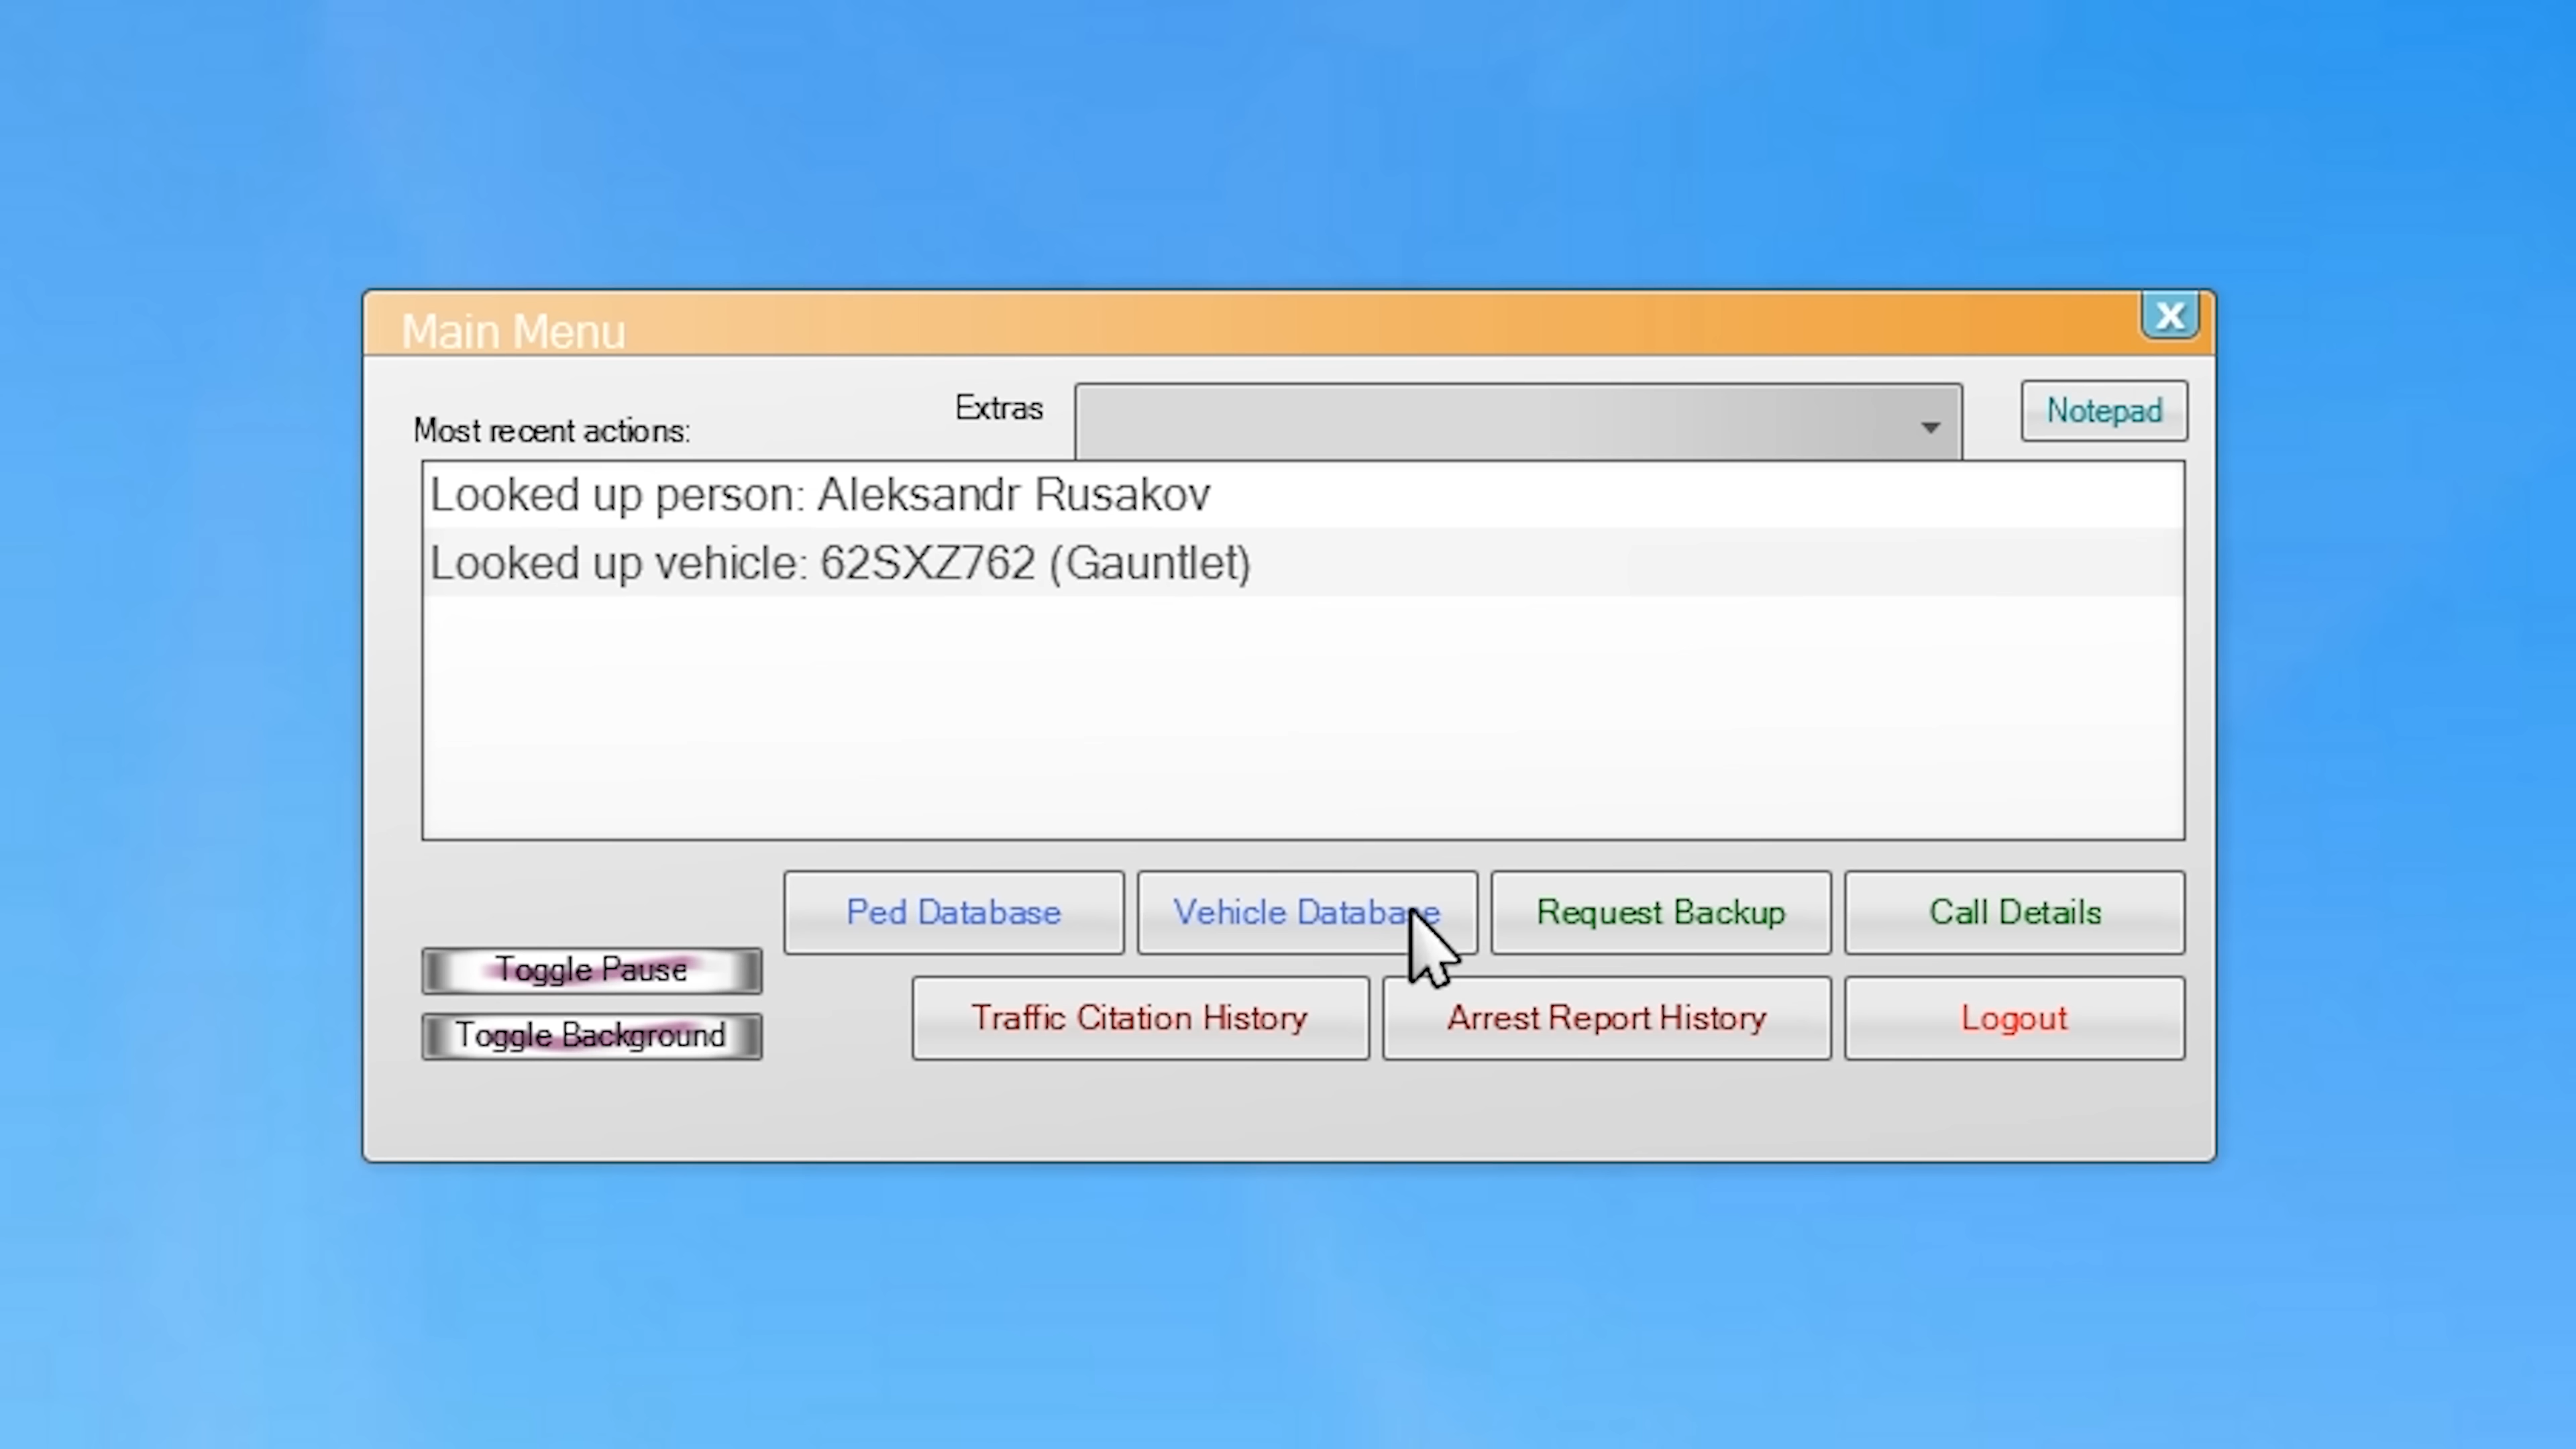 Main Menu
X
Extras
Notepad
Most recent actions:
Looked up person: Aleksandr Rusakov
Looked up vehicle: 62SXZ762 (Gauntlet)
Ped Database
Vehicle Database
Request Backup
Call Details
Toggle Pause
Toggle Background
Traffic Citation History
Arrest Report History
Logout